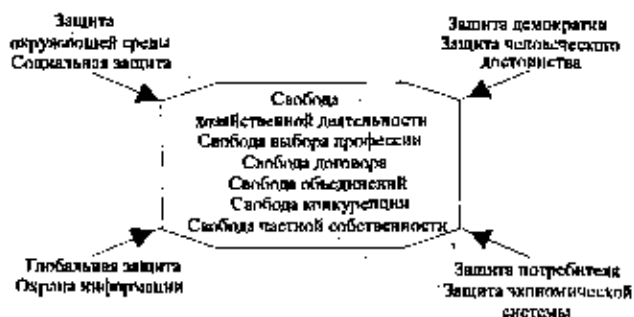 Защита
окружающей среды
Социальная защита
Защита демократии
Защита человеческого
достоинства
Свобода
хозяйственной деятельности
Свобода выбора профессии
Свобода договора
Свобода объединений
Свобода конкуренции
Свобода частной собственности
Глобальная защита
Охрана информации
Защита потребителя
Защита экономической
системы